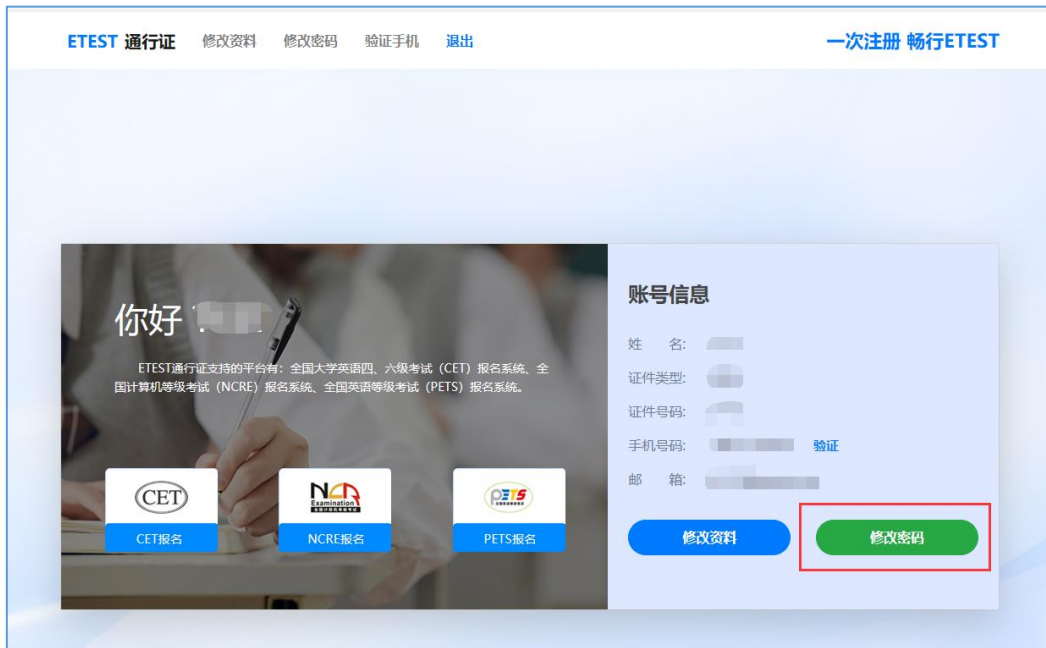 ETEST 通行证 修改资料 修改密码 验证手机 退出 一次注册 畅行ETEST
你好
ETEST通行证支持的平台有：全国大学英语四、六级考试（CET）报名系统、全
国计算机等级考试（NCRE）报名系统、全国英语等级考试（PETS）报名系统。
CET
NCR
Examination
PETS
CET报名
NCRE报名
PETS报名
账号信息
姓 名:
证件类型:
证件号码:
手机号码: 验证
邮 箱:
修改资料 修改密码